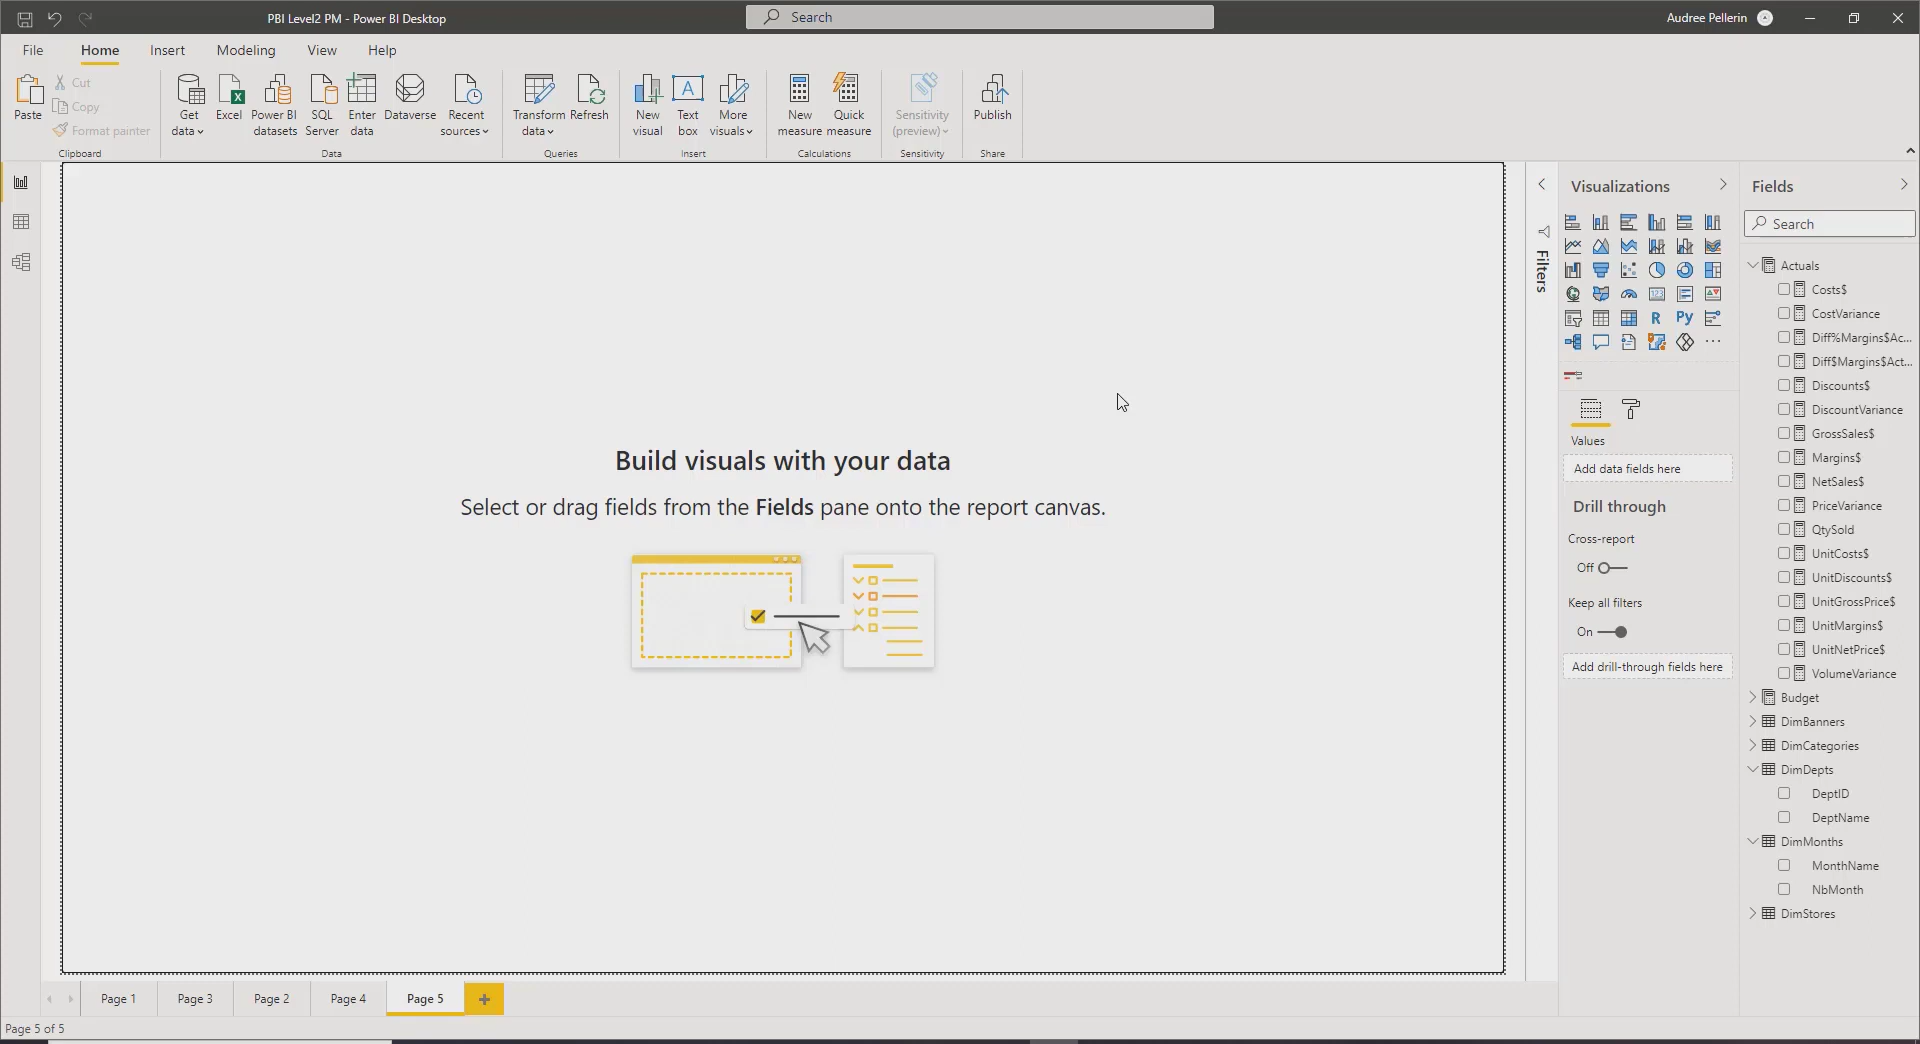 PBI Level2 PM - Power BI Desktop
Search
Audree Pellerin
File
Home
Insert
Modeling
View
Help
Paste
Cut
Copy
Format painter
Clipboard
Get data
Excel
Power BI datasets
SQL Server
Enter data
Dataverse
Recent sources
Data
Transform data
Refresh
Queries
New visual
Text box
More visuals
Insert
New measure
Quick measure
Calculations
Sensitivity (preview)
Sensitivity
Publish
Share
Build visuals with your data
Select or drag fields from the Fields pane onto the report canvas.
Filters
Visualizations
R
Py
Values
Add data fields here
Drill through
Cross-report
Off
Keep all filters
On
Add drill-through fields here
Fields
Search
Actuals
Costs$
CostVariance
Diff%Margins$Ac...
Diff$Margins$Act...
Discounts$
DiscountVariance
GrossSales$
Margins$
NetSales$
PriceVariance
QtySold
UnitCosts$
UnitDiscounts$
UnitGrossPrice$
UnitMargins$
UnitNetPrice$
VolumeVariance
Budget
DimBanners
DimCategories
DimDepts
DeptID
DeptName
DimMonths
MonthName
NbMonth
DimStores
Page 1
Page 3
Page 2
Page 4
Page 5
Page 5 of 5